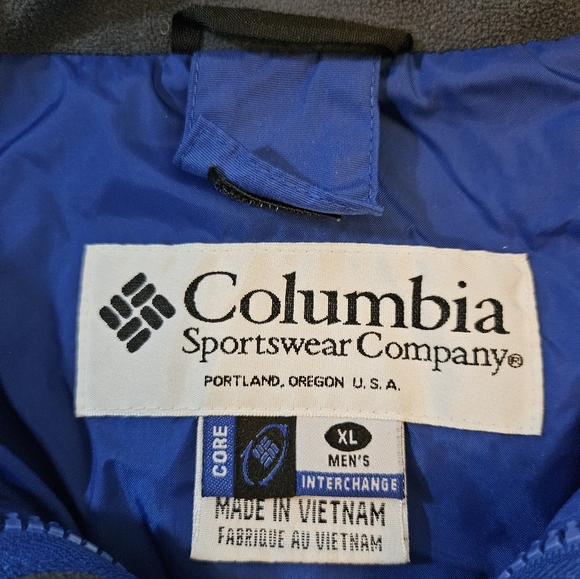 Columbia
Sportswear Company®
PORTLAND, OREGON U.S.A.
CORE
XL
MEN'S
INTERCHANGE
MADE IN VIETNAM
FABRIQUE AU VIETNAM